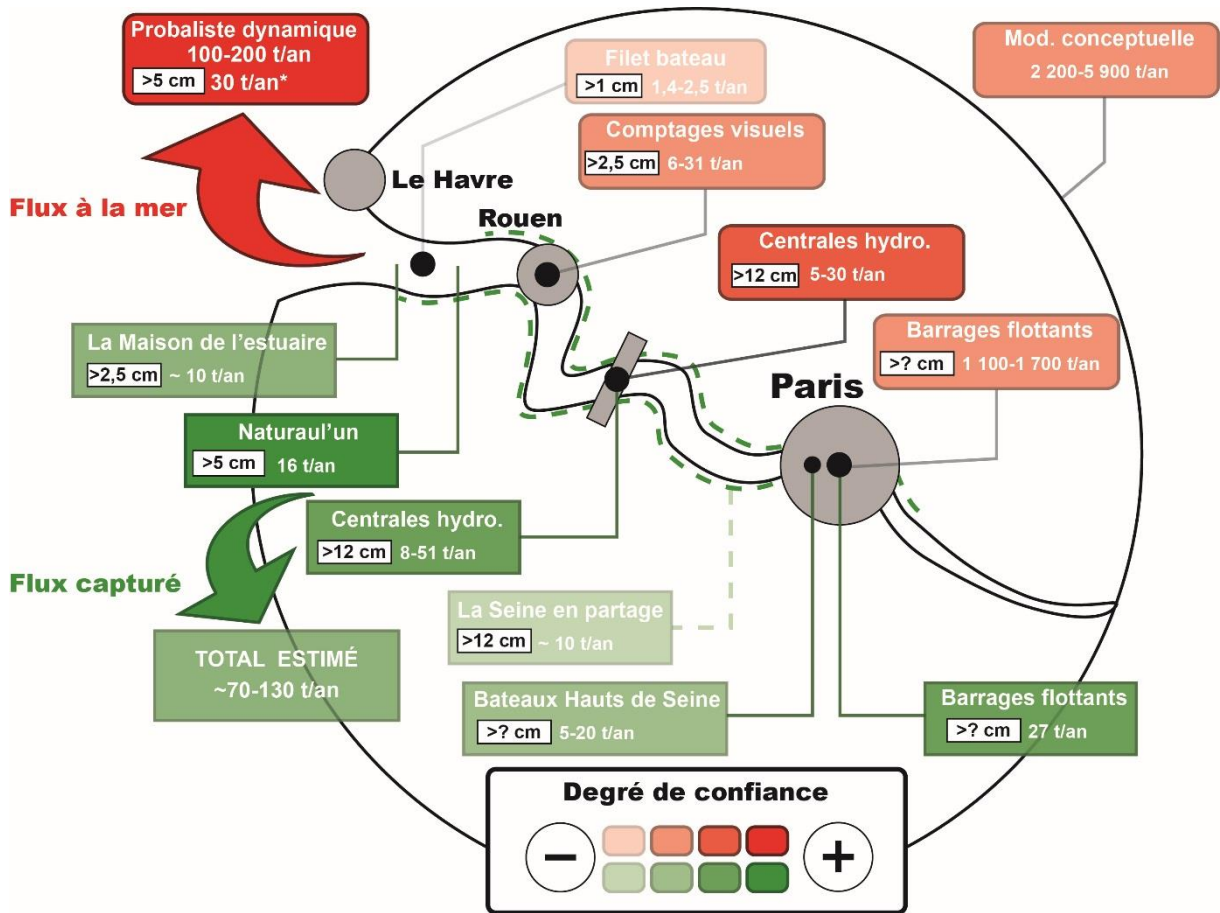 Probaliste dynamique
100-200 t/an
>5 cm 30 t/an*
Filet bateau
>1 cm 1,4-2,5 t/an
Mod. conceptuelle
2 200-5 900 t/an
Comptages visuels
>2,5 cm 6-31 t/an
Le Havre
Flux à la mer
Rouen
Centrales hydro.
>12 cm 5-30 t/an
La Maison de l'estuaire
>2,5 cm ~ 10 t/an
Barrages flottants
>? cm 1 100-1 700 t/an
Paris
Naturaul'un
>5 cm 16 t/an
Centrales hydro.
>12 cm 8-51 t/an
Flux capturé
La Seine en partage
>12 cm ~ 10 t/an
TOTAL ESTIMÉ
~70-130 t/an
Bateaux Hauts de Seine
>? cm 5-20 t/an
Barrages flottants
>? cm 27 t/an
Degré de confiance
− +